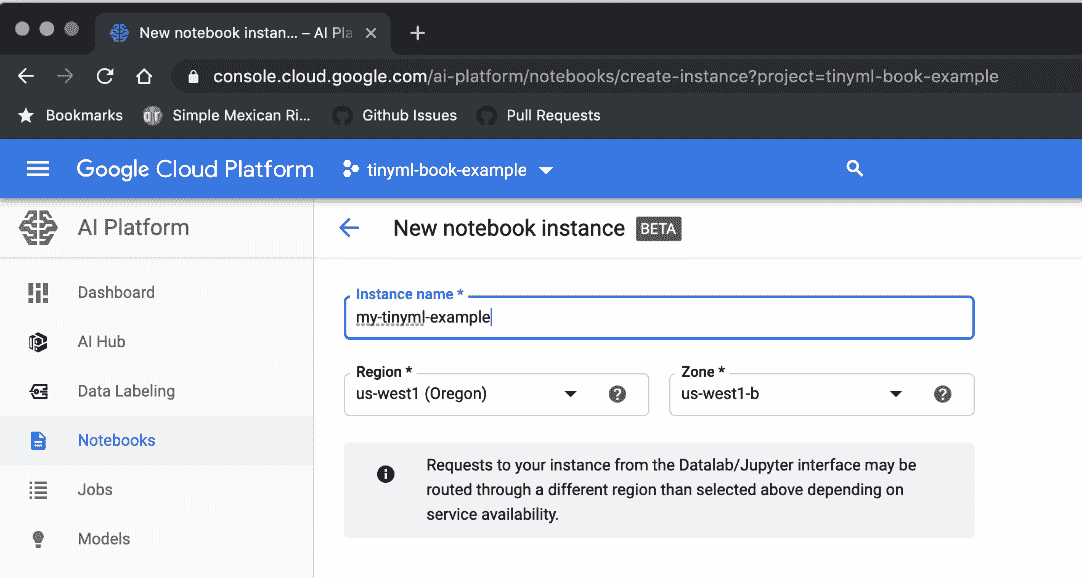 New notebook instan... – AI Pla
console.cloud.google.com/ai-platform/notebooks/create-instance?project=tinyml-book-example
Bookmarks Simple Mexican Ri... Github Issues Pull Requests
Google Cloud Platform tinyml-book-example
AI Platform
New notebook instance BETA
Dashboard
AI Hub
Data Labeling
Notebooks
Jobs
Models
Instance name *
my-tinyml-example
Region * Zone *
us-west1 (Oregon) us-west1-b
Requests to your instance from the Datalab/Jupyter interface may be
routed through a different region than selected above depending on
service availability.